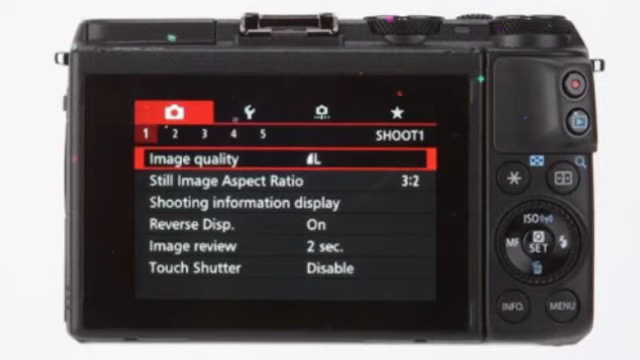 1 2 3 4 5 SHOOT1
Image quality L
Still Image Aspect Ratio 3:2
Shooting information display
Reverse Disp. On
Image review 2 sec.
Touch Shutter Disable
ISO
MF SET
INFO. MENU